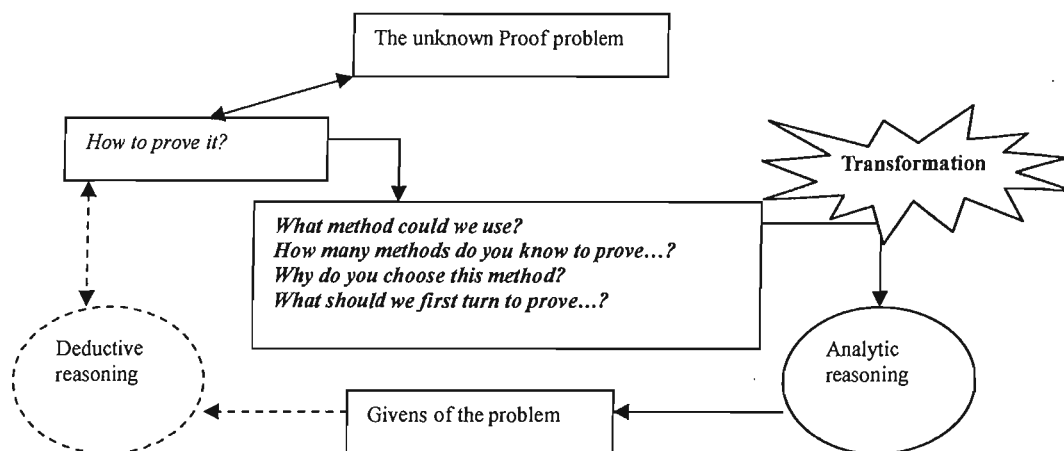 The unknown Proof problem
How to prove it?
Transformation
What method could we use?
How many methods do you know to prove…?
Why do you choose this method?
What should we first turn to prove…?
Deductive
reasoning
Analytic
reasoning
Givens of the problem